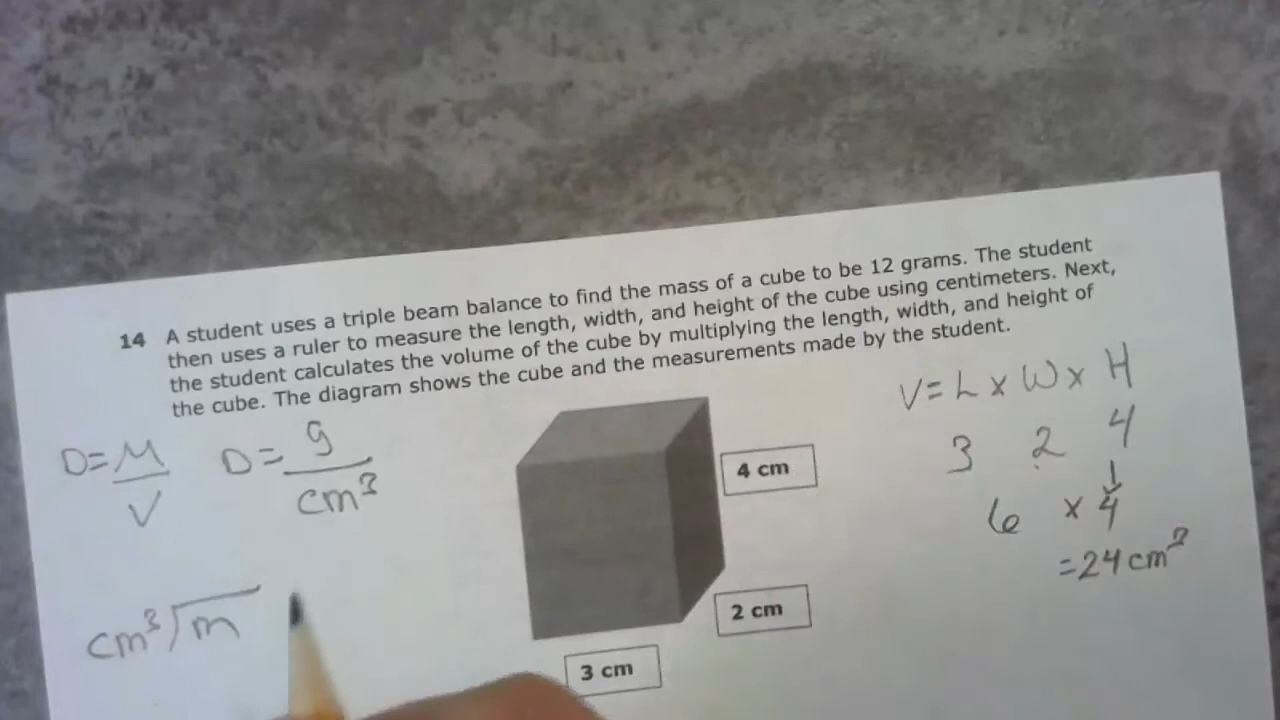 14 A student uses a triple beam balance to find the mass of a cube to be 12 grams. The student
then uses a ruler to measure the length, width, and height of the cube using centimeters. Next,
the student calculates the volume of the cube by multiplying the length, width, and height of
the cube. The diagram shows the cube and the measurements made by the student.
V = L x W x H
D = M / V
D = g / cm³
3 2 4
4 cm
6 x 4
= 24 cm³
cm³ √m
2 cm
3 cm